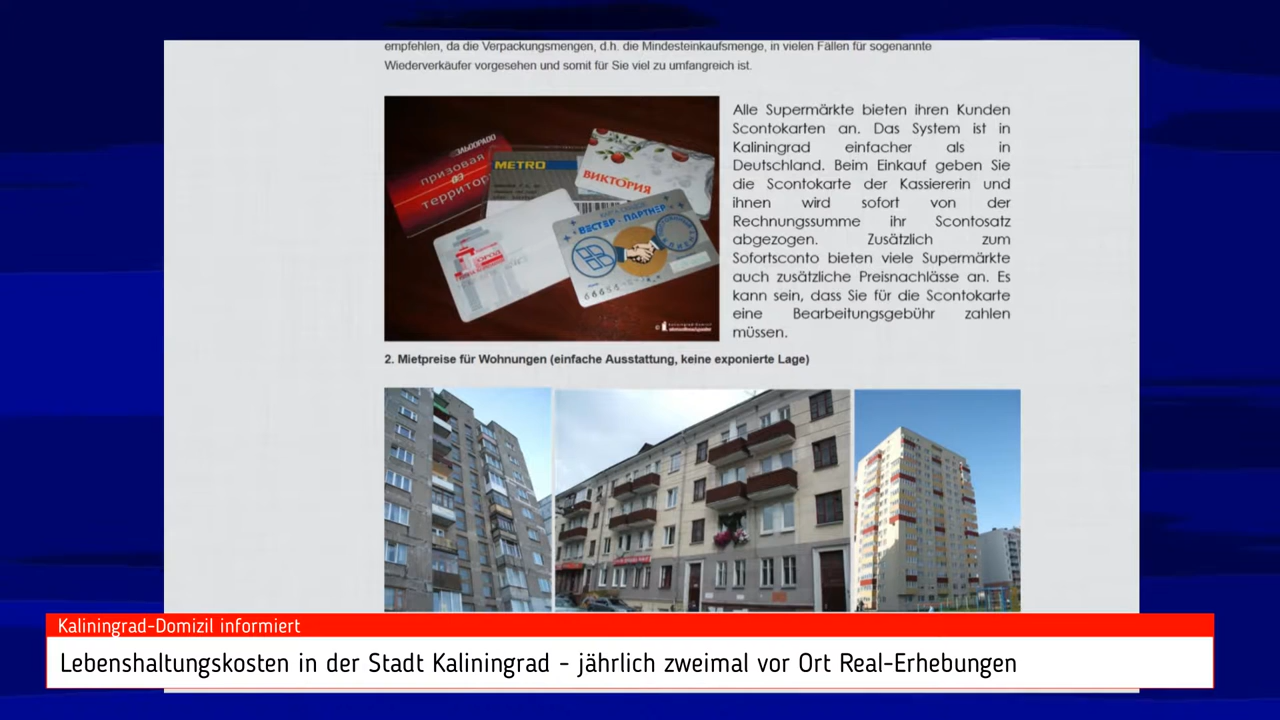 empfehlen, da die Verpackungsmengen, d.h. die Mindesteinkaufsmenge, in vielen Fällen für sogenannte
Wiederverkäufer vorgesehen und somit für Sie viel zu umfangreich ist.
призовая
территор
METRO
ВИКТОРИЯ
ВЕСТЕР - ПАРТНЕР
Alle Supermärkte bieten ihren Kunden
Scontokarten an. Das System ist in
Kaliningrad einfacher als in
Deutschland. Beim Einkauf geben Sie
die Scontokarte der Kassiererin und
ihnen wird sofort von der
Rechnungssumme ihr Scontosatz
abgezogen. Zusätzlich zum
Sofortsconto bieten viele Supermärkte
auch zusätzliche Preisnachlässe an. Es
kann sein, dass Sie für die Scontokarte
eine Bearbeitungsgebühr zahlen
müssen.
2. Mietpreise für Wohnungen (einfache Ausstattung, keine exponierte Lage)
Kaliningrad-Domizil informiert
Lebenshaltungskosten in der Stadt Kaliningrad - jährlich zweimal vor Ort Real-Erhebungen